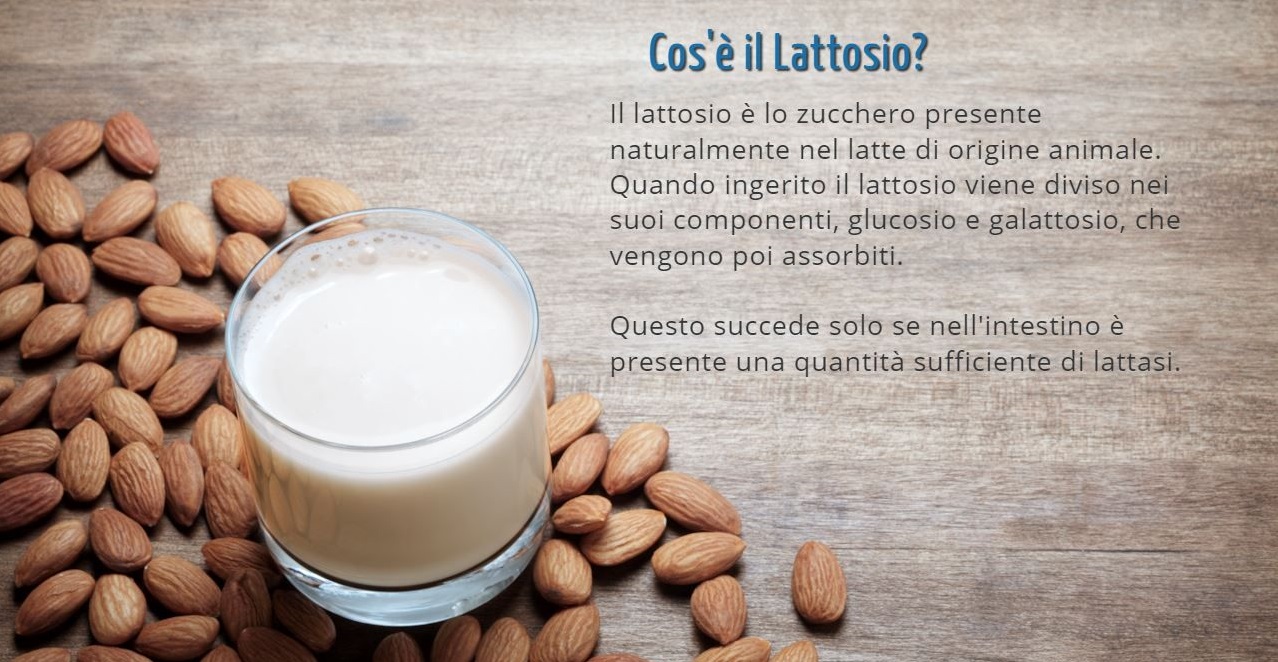 Cos'è il Lattosio?
Il lattosio è lo zucchero presente
naturalmente nel latte di origine animale.
Quando ingerito il lattosio viene diviso nei
suoi componenti, glucosio e galattosio, che
vengono poi assorbiti.
Questo succede solo se nell'intestino è
presente una quantità sufficiente di lattasi.